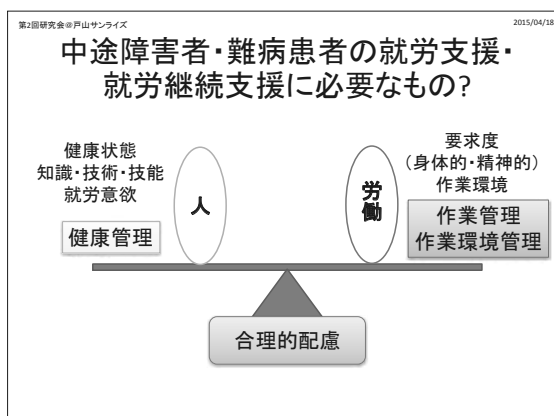 第2回研究会@戸山サンライズ
2015/04/18
中途障害者・難病患者の就労支援・
就労継続支援に必要なもの?
健康状態
知識・技術・技能
就労意欲
健康管理
人
労働
要求度
(身体的・精神的)
作業環境
作業管理
作業環境管理
合理的配慮